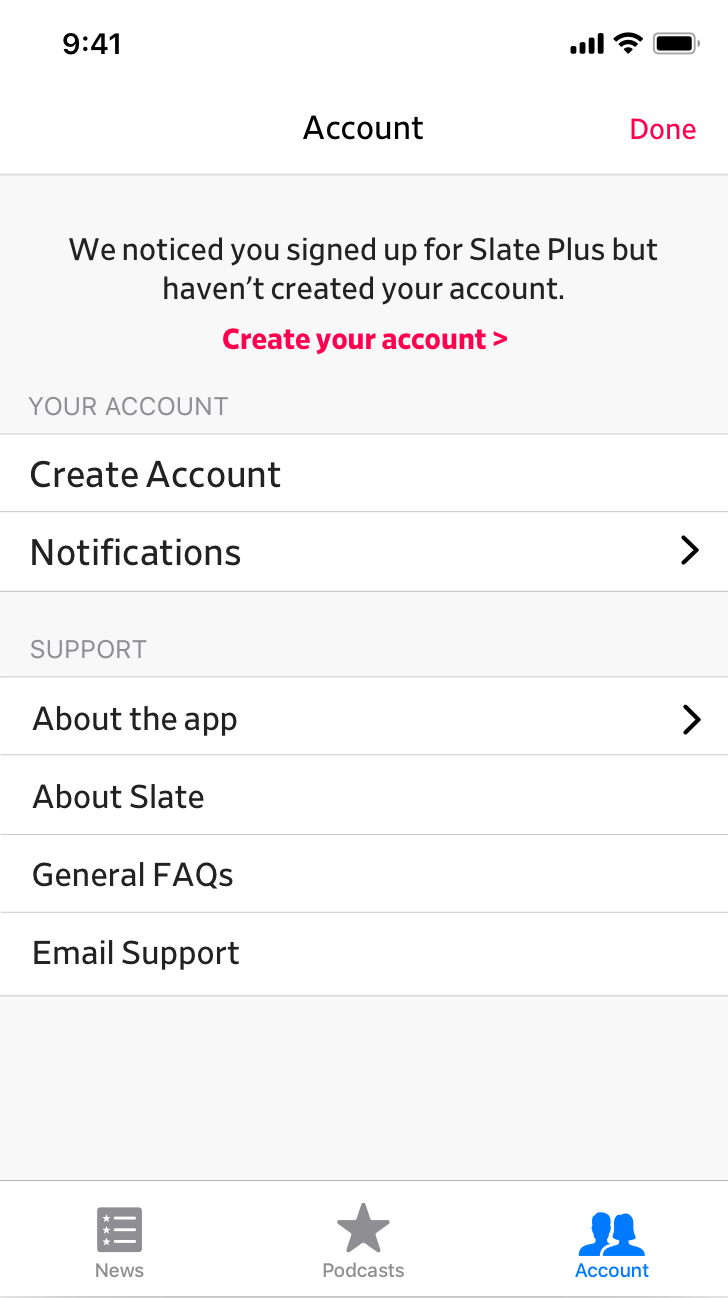 9:41
Account
Done
We noticed you signed up for Slate Plus but
haven’t created your account.
Create your account >
YOUR ACCOUNT
Create Account
Notifications
SUPPORT
About the app
About Slate
General FAQs
Email Support
News
Podcasts
Account